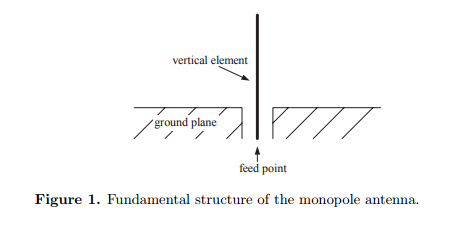 vertical element
ground plane
feed point
Figure 1. Fundamental structure of the monopole antenna.